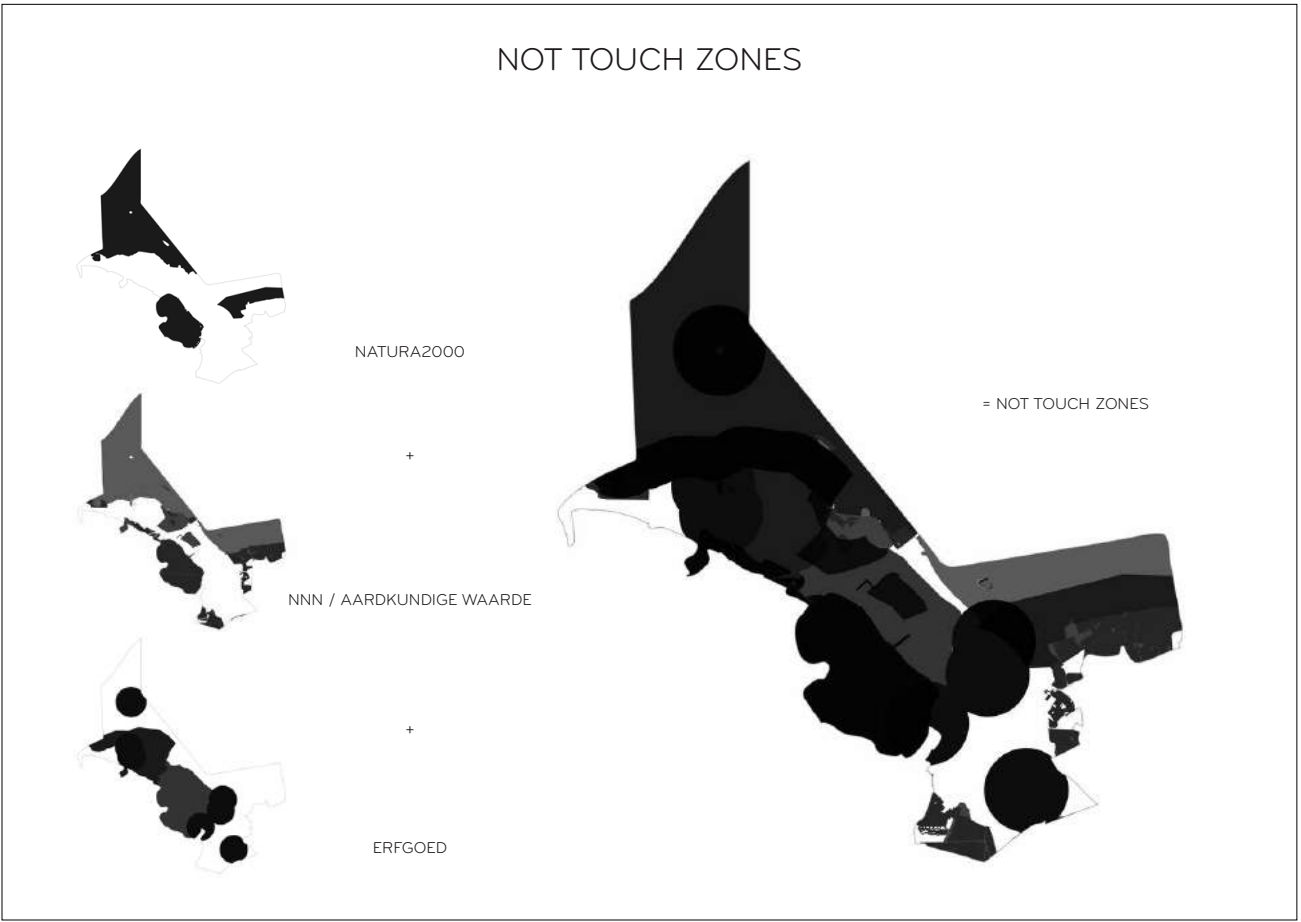 NOT TOUCH ZONES
NATURA2000
+
NNN / AARDKUNDIGE WAARDE
+
ERFGOED
= NOT TOUCH ZONES